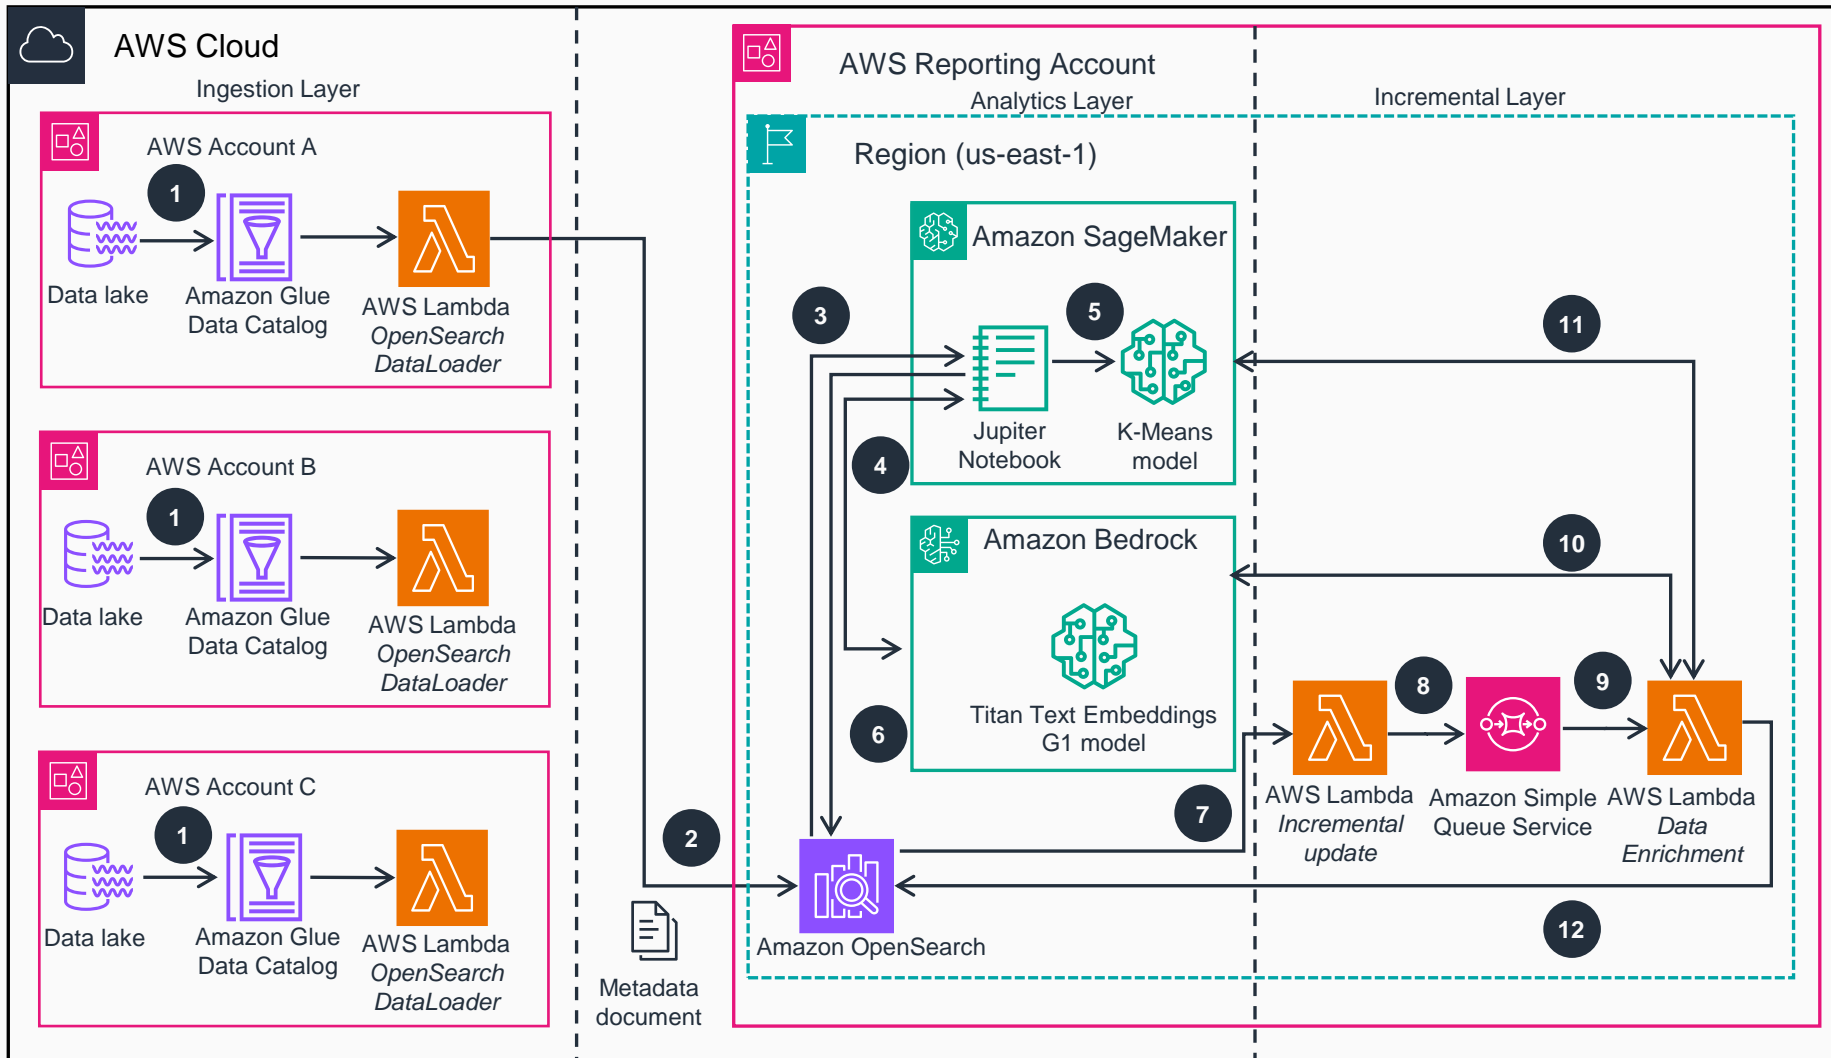 AWS Cloud
Ingestion Layer
AWS Account A
1
Data lake
Amazon Glue
Data Catalog
AWS Lambda
OpenSearch
DataLoader
AWS Account B
1
Data lake
Amazon Glue
Data Catalog
AWS Lambda
OpenSearch
DataLoader
AWS Account C
1
Data lake
Amazon Glue
Data Catalog
AWS Lambda
OpenSearch
DataLoader
2
Metadada
document
AWS Reporting Account
Analytics Layer
Incremental Layer
Region (us-east-1)
Amazon SageMaker
3
5
11
Jupiter
Notebook
K-Means
model
4
Amazon Bedrock
10
Titan Text Embeddings
G1 model
6
7
8
9
AWS Lambda
Incremental
update
Amazon Simple
Queue Service
AWS Lambda
Data
Enrichment
Amazon OpenSearch
12